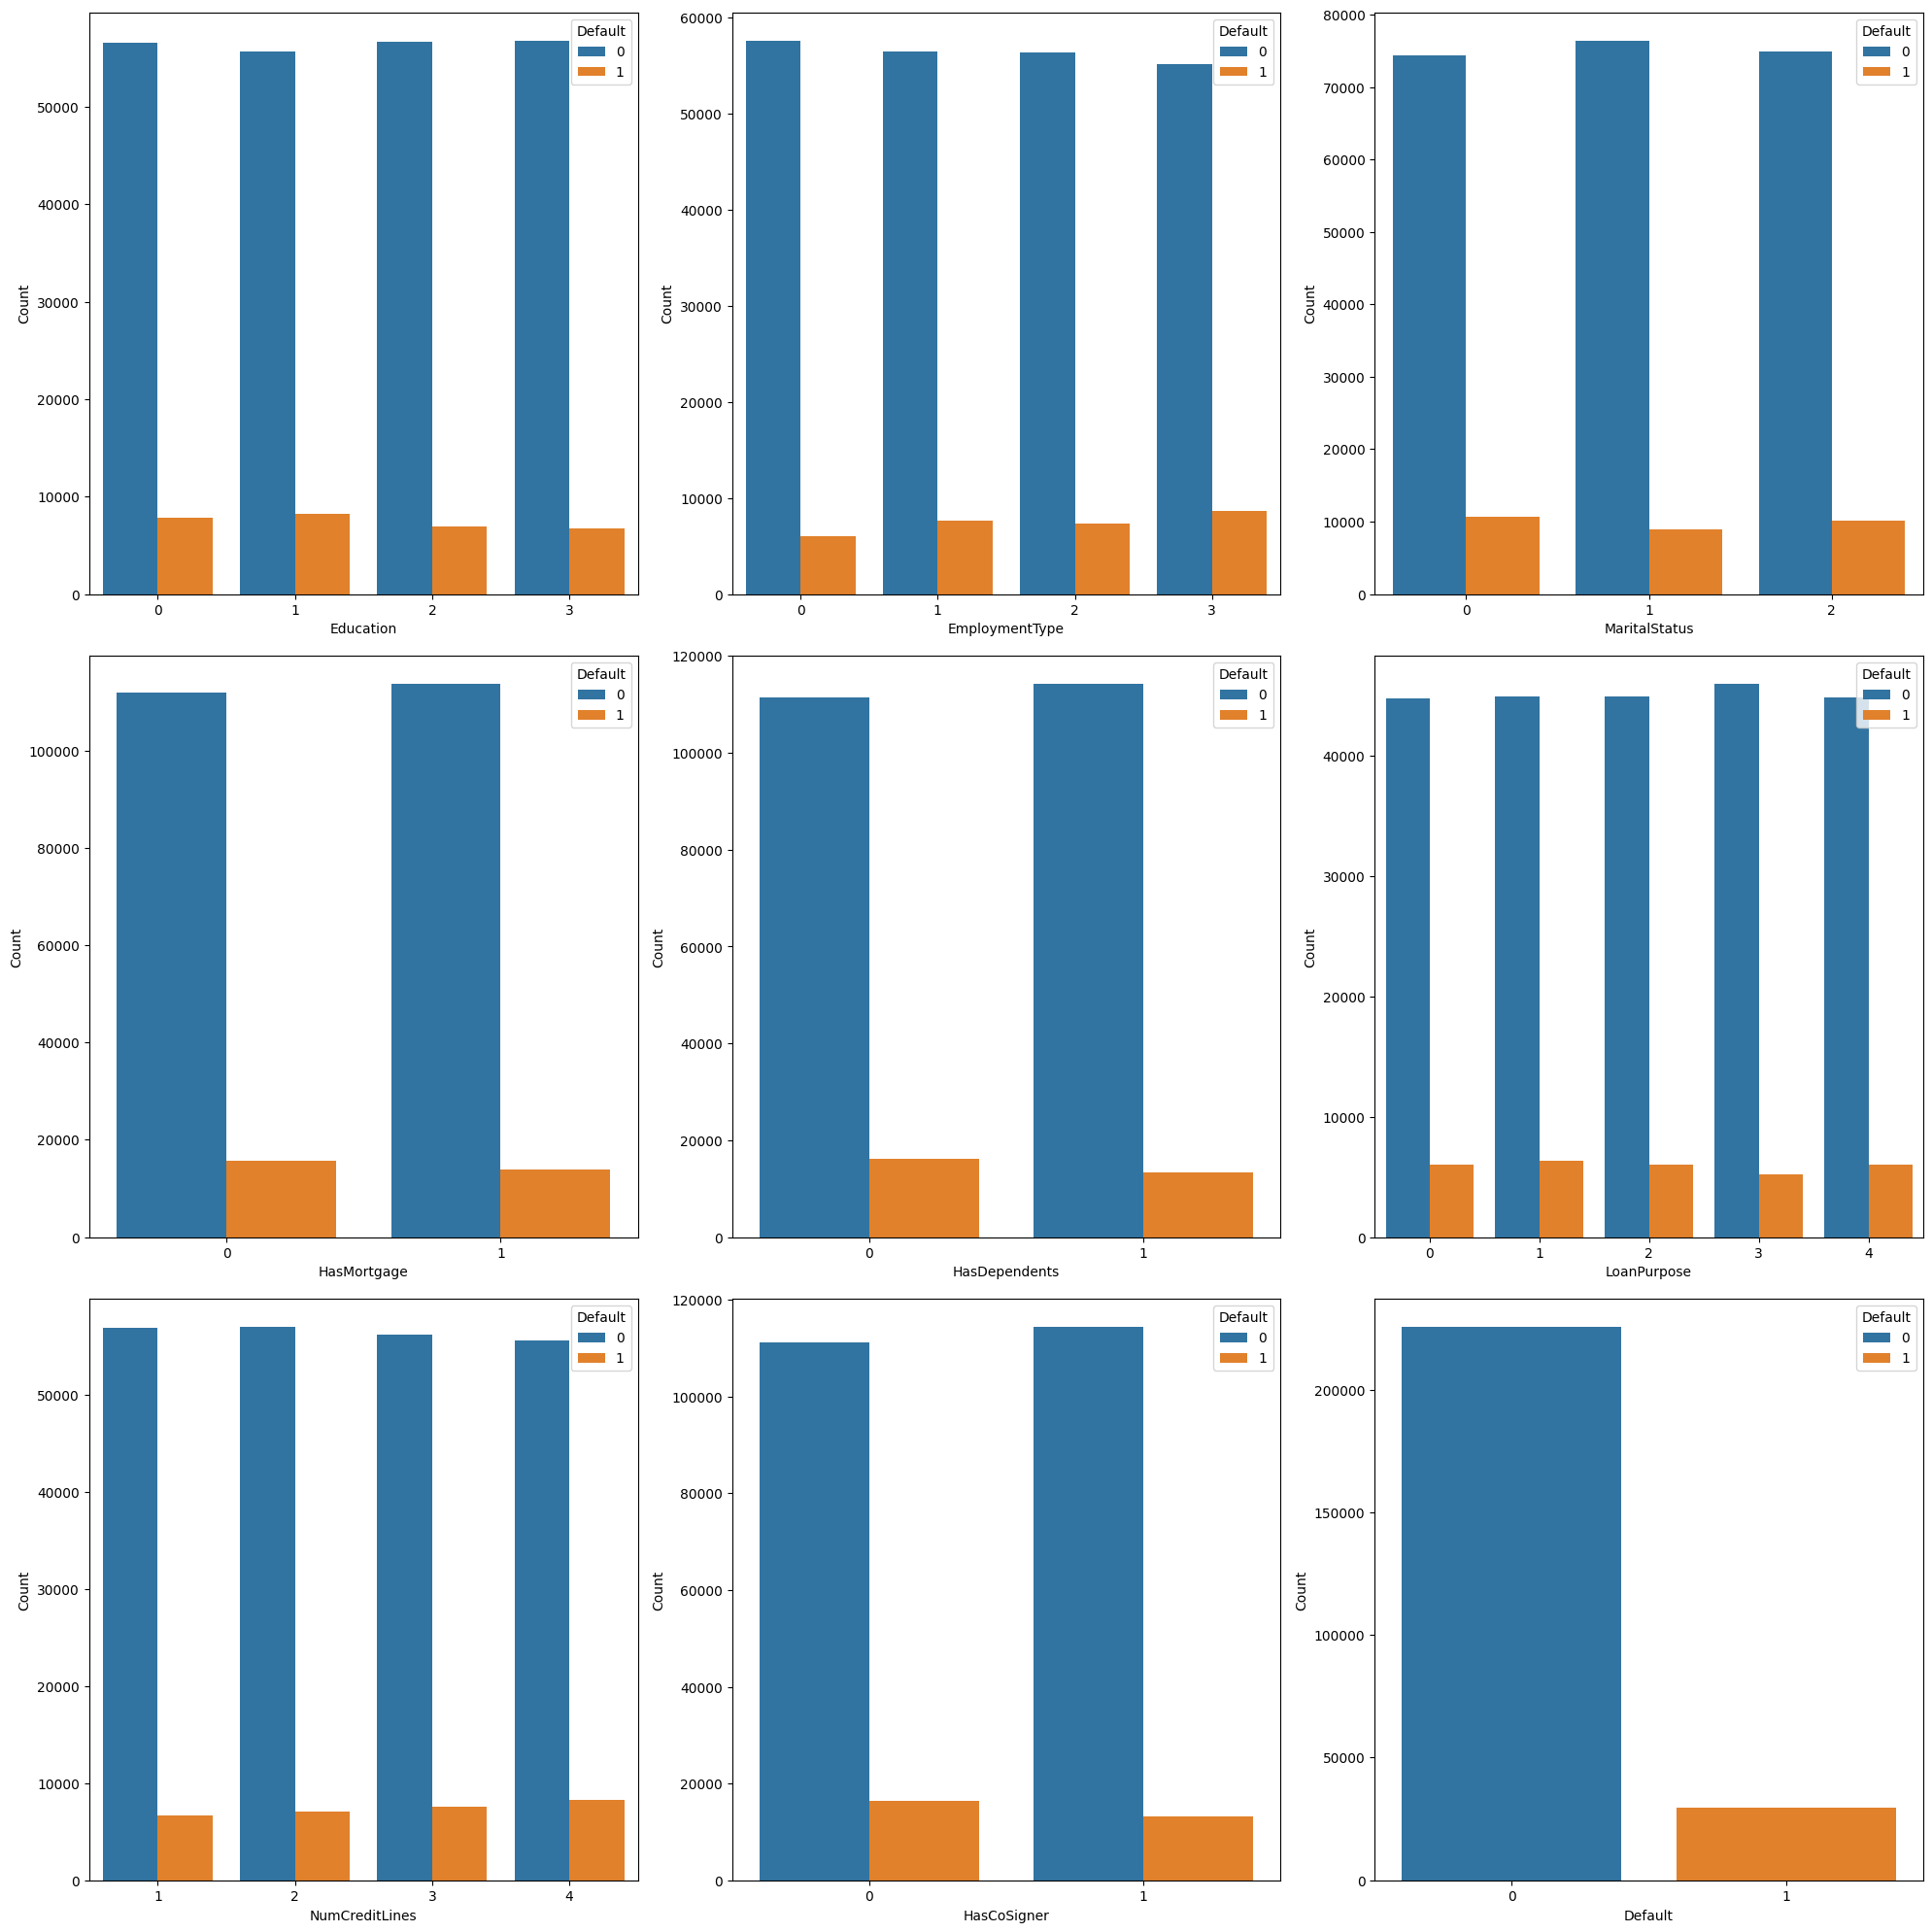 Default
0
1
50000
40000
30000
20000
10000
0
Count
0 1 2 3
Education
Default
0
1
60000
50000
40000
30000
20000
10000
0
Count
0 1 2 3
EmploymentType
Default
0
1
80000
70000
60000
50000
40000
30000
20000
10000
0
Count
0 1 2
MaritalStatus
Default
0
1
100000
80000
60000
40000
20000
0
Count
0 1
HasMortgage
Default
0
1
120000
100000
80000
60000
40000
20000
0
Count
0 1
HasDependents
Default
0
1
40000
30000
20000
10000
0
Count
0 1 2 3 4
LoanPurpose
Default
0
1
50000
40000
30000
20000
10000
0
Count
1 2 3 4
NumCreditLines
Default
0
1
120000
100000
80000
60000
40000
20000
0
Count
0 1
HasCoSigner
Default
0
1
200000
150000
100000
50000
0
Count
0 1
Default